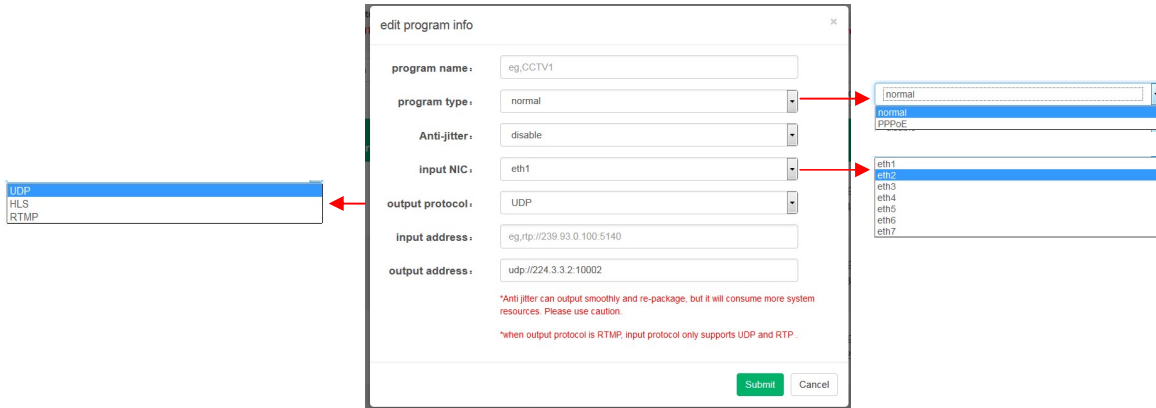 edit program info
×
program name:
eg,CCTV1
program type:
normal
Anti-jitter:
disable
input NIC:
eth1
output protocol:
UDP
input address:
eg,rtp://239.93.0.100:5140
output address:
udp://224.3.3.2:10002
*Anti jitter can output smoothly and re-package, but it will consume more system
resources. Please use caution.
*when output protocol is RTMP, input protocol only supports UDP and RTP .
Submit
Cancel
UDP
HLS
RTMP
normal
normal
PPPoE
eth1
eth2
eth3
eth4
eth5
eth6
eth7